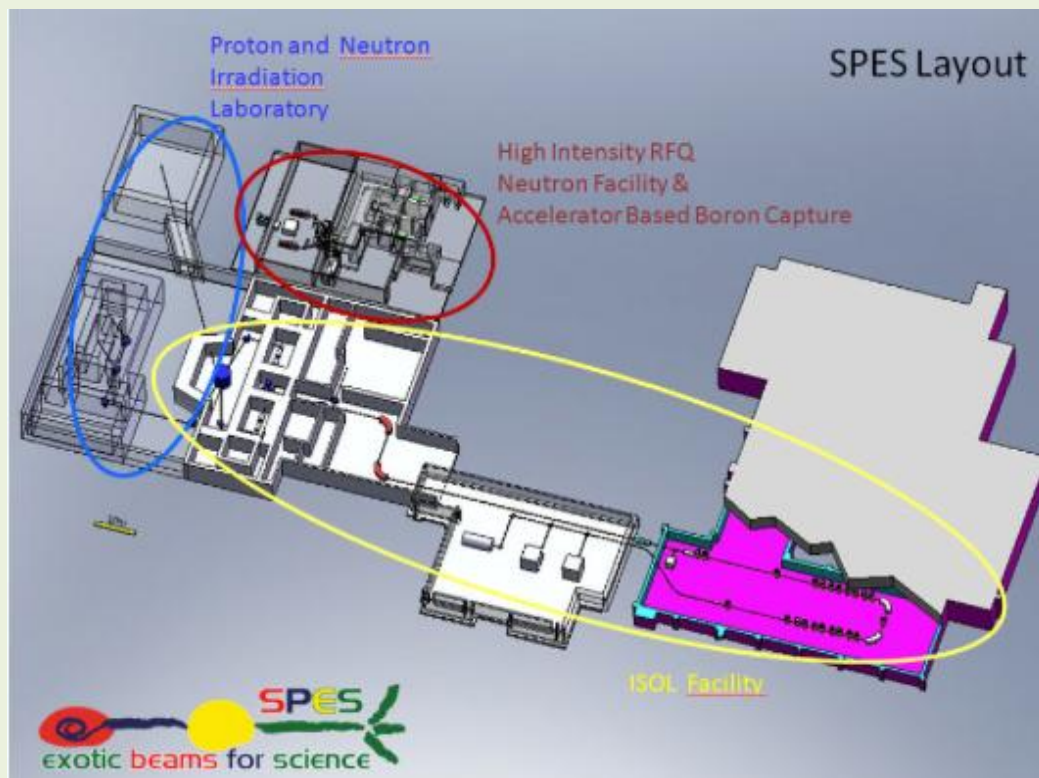 Proton and Neutron
Irradiation
Laboratory
SPES Layout
High Intensity RFQ
Neutron Facility &
Accelerator Based Boron Capture
ISOL Facility
SPES
exotic beams for science